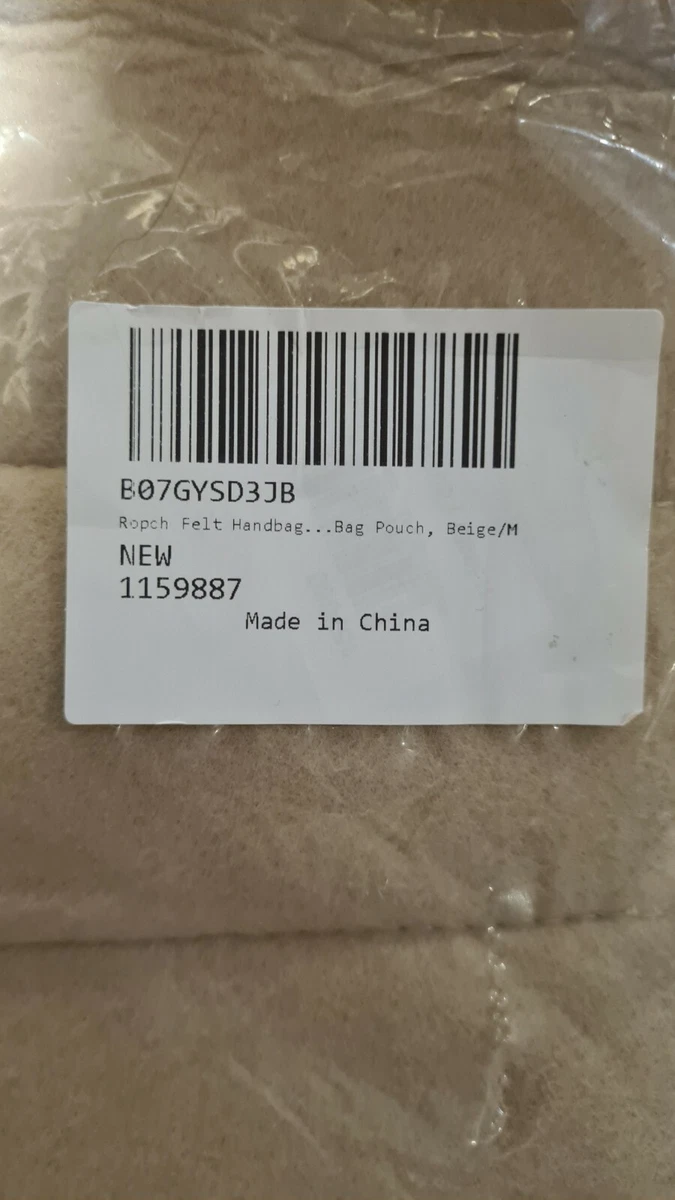 B07GYSD3JB
Ropch Felt Handbag...Bag Pouch, Beige/M
NEW
1159887
Made in China